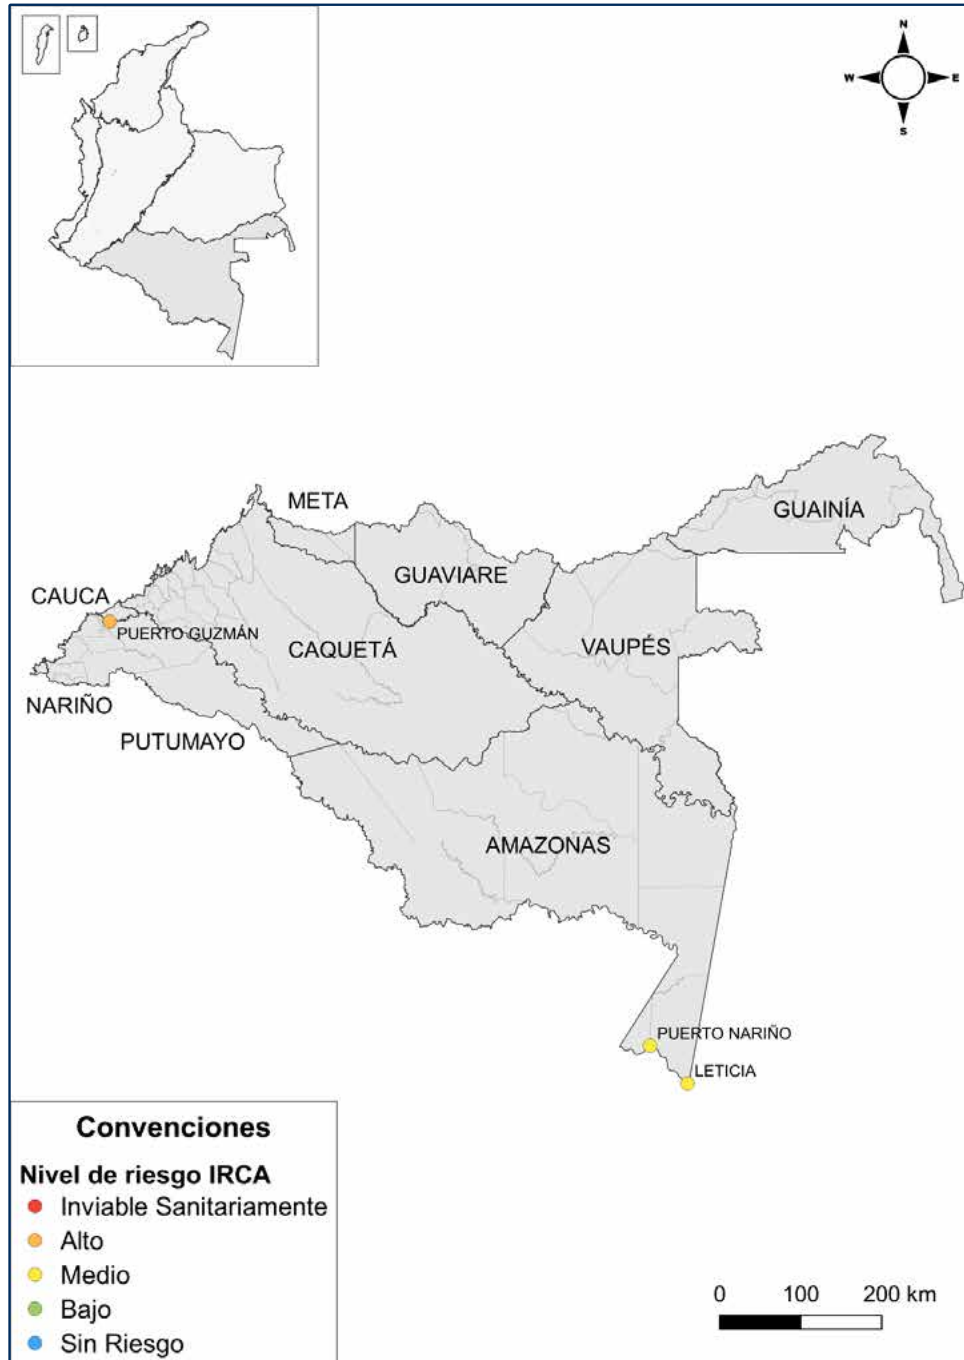 N
W
E
S
META
GUAINÍA
GUAVIARE
CAUCA
PUERTO GUZMÁN
CAQUETÁ
VAUPÉS
NARIÑO
PUTUMAYO
AMAZONAS
PUERTO NARIÑO
LETICIA
Convenciones
Nivel de riesgo IRCA
Inviable Sanitariamente
Alto
Medio
Bajo
Sin Riesgo
0 100 200 km